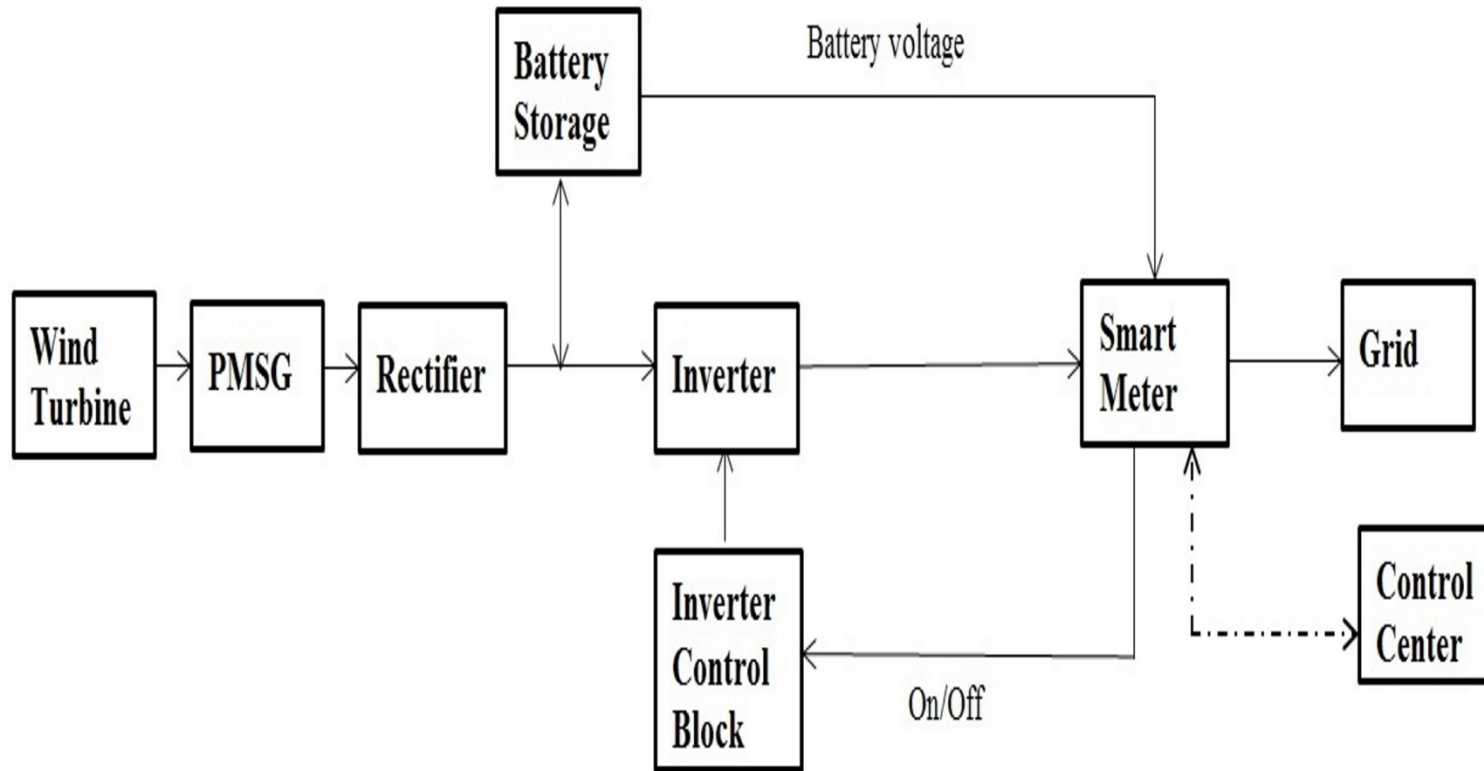 Battery
Storage
Battery voltage
Wind
Turbine
PMSG
Rectifier
Inverter
Smart
Meter
Grid
Inverter
Control
Block
On/Off
Control
Center